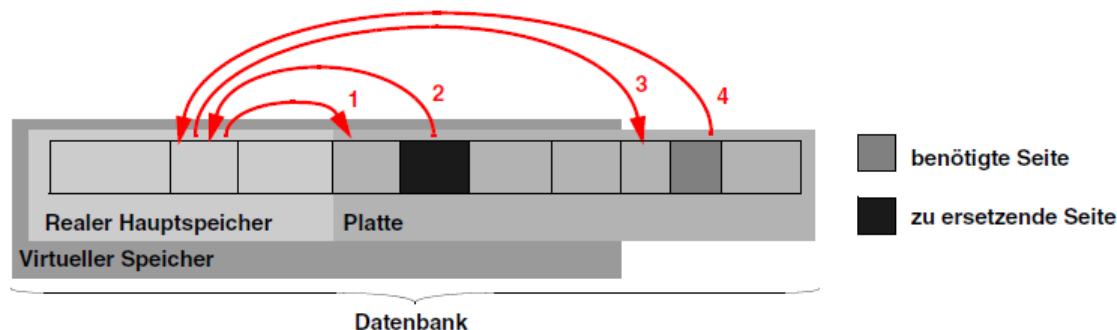 1
2
3
4
benötigte Seite
zu ersetzende Seite
Realer Hauptspeicher
Platte
Virtueller Speicher
Datenbank